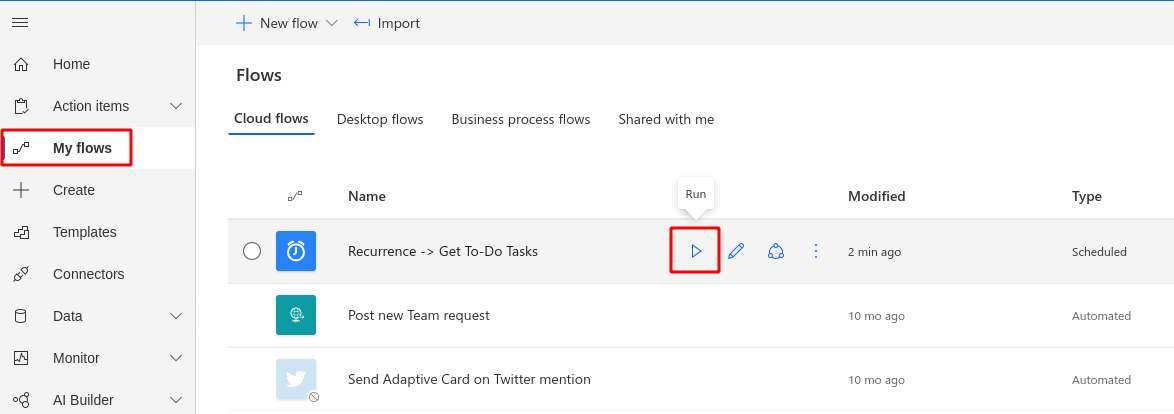 New flow
Import
Home
Action items
My flows
Create
Templates
Connectors
Data
Monitor
AI Builder
Flows
Cloud flows
Desktop flows
Business process flows
Shared with me
Name
Run
Modified
Type
Recurrence -> Get To-Do Tasks
2 min ago
Scheduled
Post new Team request
10 mo ago
Automated
Send Adaptive Card on Twitter mention
10 mo ago
Automated